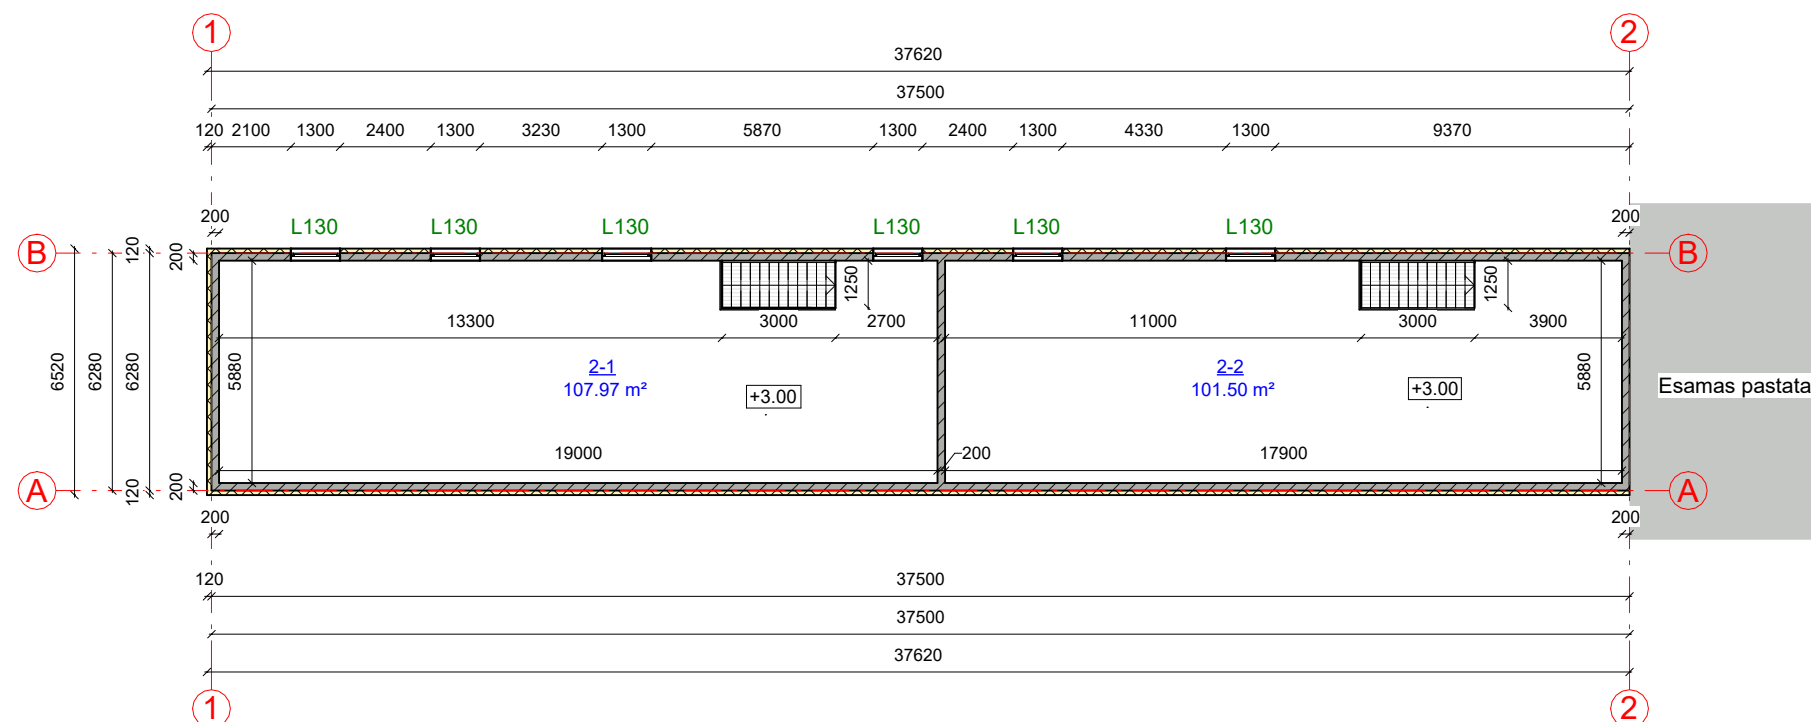 1 2
37620
37500
120 2100 1300 2400 1300 3230 1300 5870 1300 2400 1300 4330 1300 9370
200 200
L130 L130 L130 L130 L130 L130
B 120 200 B
1250 1250
13300 3000 2700 11000 3000 3900
6520 6280 6280 5880 5880
2-1 2-2
107.97 m² 101.50 m²
+3.00 +3.00
Esamas pastata
19000 200 17900
A 120 200 A
200 200
120 37500
37500
37620
1 2